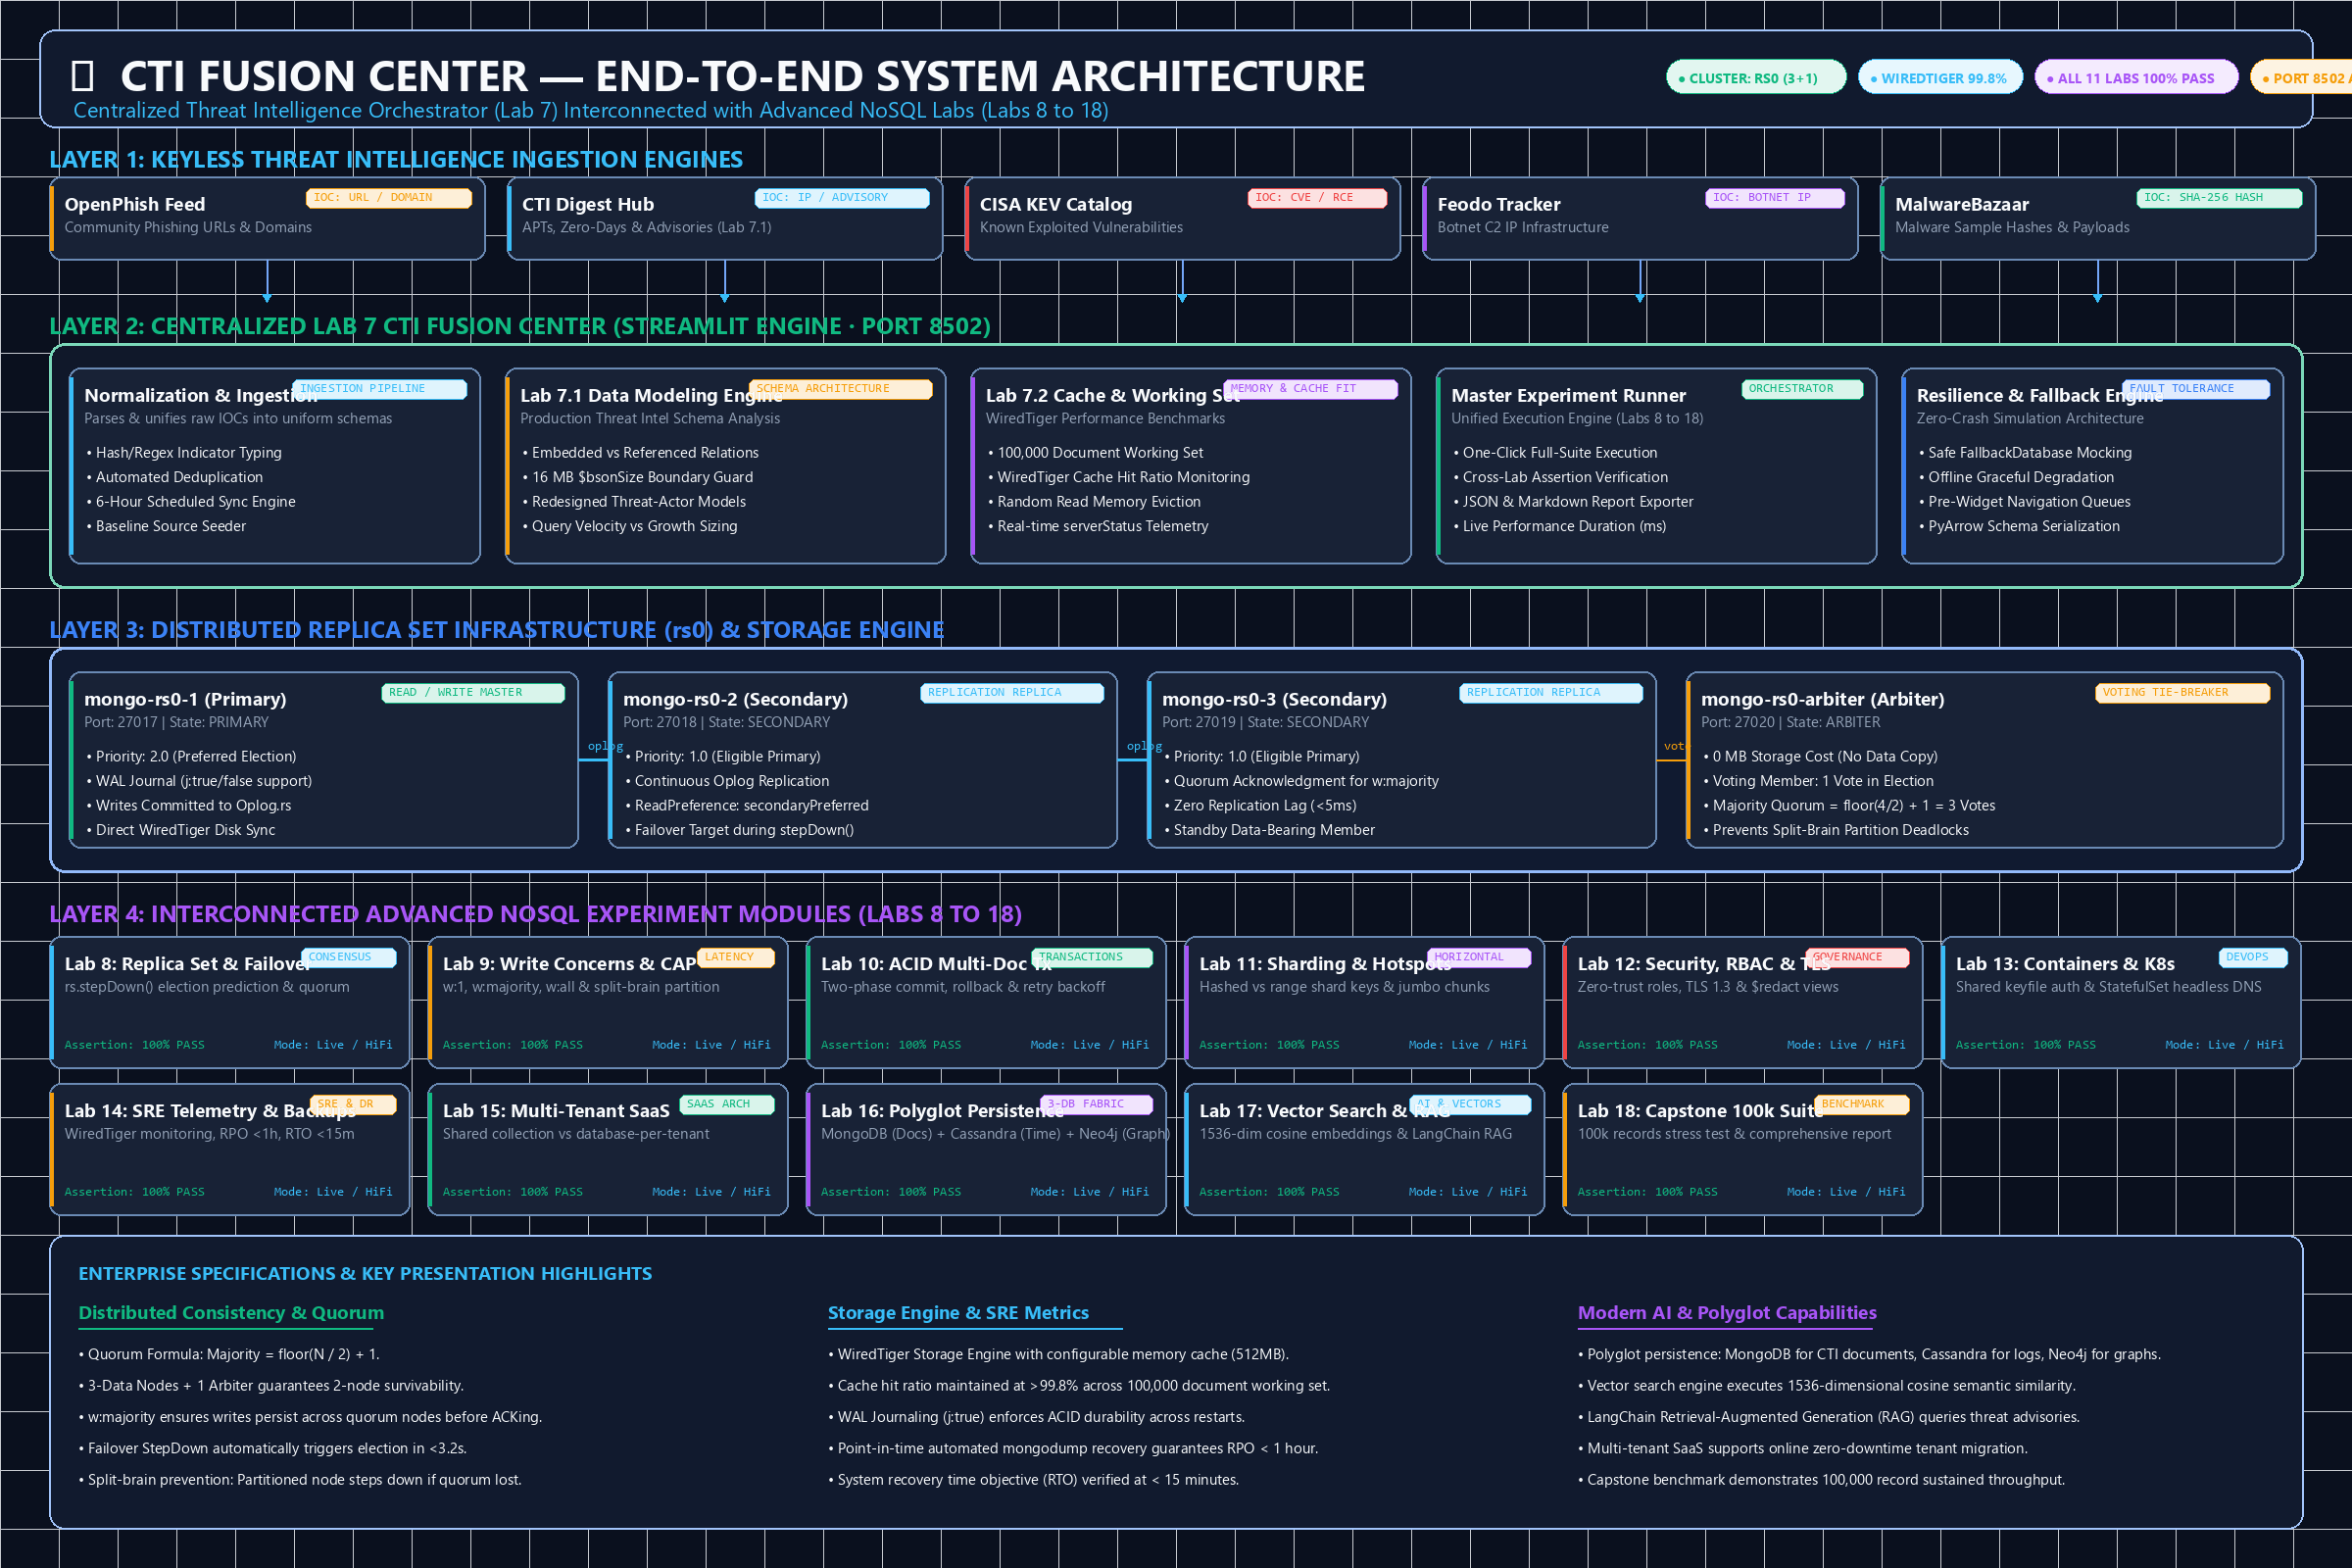 CTI FUSION CENTER — END-TO-END SYSTEM ARCHITECTURE
Centralized Threat Intelligence Orchestrator (Lab 7) Interconnected with Advanced NoSQL Labs (Labs 8 to 18)
● CLUSTER: RS0 (3+1)
● WIREDTIGER 99.8%
● ALL 11 LABS 100% PASS
● PORT 8502
LAYER 1: KEYLESS THREAT INTELLIGENCE INGESTION ENGINES
OpenPhish Feed
IOC: URL / DOMAIN
Community Phishing URLs & Domains
CTI Digest Hub
IOC: IP / ADVISORY
APTs, Zero-Days & Advisories (Lab 7.1)
CISA KEV Catalog
IOC: CVE / RCE
Known Exploited Vulnerabilities
Feodo Tracker
IOC: BOTNET IP
Botnet C2 IP Infrastructure
MalwareBazaar
IOC: SHA-256 HASH
Malware Sample Hashes & Payloads
LAYER 2: CENTRALIZED LAB 7 CTI FUSION CENTER (STREAMLIT ENGINE · PORT 8502)
Normalization & Ingestion
INGESTION PIPELINE
Parses & unifies raw IOCs into uniform schemas
• Hash/Regex Indicator Typing
• Automated Deduplication
• 6-Hour Scheduled Sync Engine
• Baseline Source Seeder
Lab 7.1 Data Modeling Engine
SCHEMA ARCHITECTURE
Production Threat Intel Schema Analysis
• Embedded vs Referenced Relations
• 16 MB $bsonSize Boundary Guard
• Redesigned Threat-Actor Models
• Query Velocity vs Growth Sizing
Lab 7.2 Cache & Working Set
MEMORY & CACHE FIT
WiredTiger Performance Benchmarks
• 100,000 Document Working Set
• WiredTiger Cache Hit Ratio Monitoring
• Random Read Memory Eviction
• Real-time serverStatus Telemetry
Master Experiment Runner
ORCHESTRATOR
Unified Execution Engine (Labs 8 to 18)
• One-Click Full-Suite Execution
• Cross-Lab Assertion Verification
• JSON & Markdown Report Exporter
• Live Performance Duration (ms)
Resilience & Fallback Engine
FAULT TOLERANCE
Zero-Crash Simulation Architecture
• Safe FallbackDatabase Mocking
• Offline Graceful Degradation
• Pre-Widget Navigation Queues
• PyArrow Schema Serialization
LAYER 3: DISTRIBUTED REPLICA SET INFRASTRUCTURE (rs0) & STORAGE ENGINE
mongo-rs0-1 (Primary)
READ / WRITE MASTER
Port: 27017 | State: PRIMARY
• Priority: 2.0 (Preferred Election)
• WAL Journal (j:true/false support)
• Writes Committed to Oplog.rs
• Direct WiredTiger Disk Sync
oplog
mongo-rs0-2 (Secondary)
REPLICATION REPLICA
Port: 27018 | State: SECONDARY
• Priority: 1.0 (Eligible Primary)
• Continuous Oplog Replication
• ReadPreference: secondaryPreferred
• Failover Target during stepDown()
oplog
mongo-rs0-3 (Secondary)
REPLICATION REPLICA
Port: 27019 | State: SECONDARY
• Priority: 1.0 (Eligible Primary)
• Quorum Acknowledgment for w:majority
• Zero Replication Lag (<5ms)
• Standby Data-Bearing Member
vote
mongo-rs0-arbiter (Arbiter)
VOTING TIE-BREAKER
Port: 27020 | State: ARBITER
• 0 MB Storage Cost (No Data Copy)
• Voting Member: 1 Vote in Election
• Majority Quorum = floor(4/2) + 1 = 3 Votes
• Prevents Split-Brain Partition Deadlocks
LAYER 4: INTERCONNECTED ADVANCED NOSQL EXPERIMENT MODULES (LABS 8 TO 18)
Lab 8: Replica Set & Failover
CONSENSUS
rs.stepDown() election prediction & quorum
Assertion: 100% PASS
Mode: Live / HiFi
Lab 9: Write Concerns & CAP
LATENCY
w:1, w:majority, w:all & split-brain partition
Assertion: 100% PASS
Mode: Live / HiFi
Lab 10: ACID Multi-Doc Tx
TRANSACTIONS
Two-phase commit, rollback & retry backoff
Assertion: 100% PASS
Mode: Live / HiFi
Lab 11: Sharding & Hotspots
HORIZONTAL
Hashed vs range shard keys & jumbo chunks
Assertion: 100% PASS
Mode: Live / HiFi
Lab 12: Security, RBAC & TLS
GOVERNANCE
Zero-trust roles, TLS 1.3 & $redact views
Assertion: 100% PASS
Mode: Live / HiFi
Lab 13: Containers & K8s
DEVOPS
Shared keyfile auth & StatefulSet headless DNS
Assertion: 100% PASS
Mode: Live / HiFi
Lab 14: SRE Telemetry & Backups
SRE & DR
WiredTiger monitoring, RPO <1h, RTO <15m
Assertion: 100% PASS
Mode: Live / HiFi
Lab 15: Multi-Tenant SaaS
SAAS ARCH
Shared collection vs database-per-tenant
Assertion: 100% PASS
Mode: Live / HiFi
Lab 16: Polyglot Persistence
3-DB FABRIC
MongoDB (Docs) + Cassandra (Time) + Neo4j (Graph)
Assertion: 100% PASS
Mode: Live / HiFi
Lab 17: Vector Search & RAG
AI & VECTORS
1536-dim cosine embeddings & LangChain RAG
Assertion: 100% PASS
Mode: Live / HiFi
Lab 18: Capstone 100k Suite
BENCHMARK
100k records stress test & comprehensive report
Assertion: 100% PASS
Mode: Live / HiFi
ENTERPRISE SPECIFICATIONS & KEY PRESENTATION HIGHLIGHTS
Distributed Consistency & Quorum
• Quorum Formula: Majority = floor(N / 2) + 1.
• 3-Data Nodes + 1 Arbiter guarantees 2-node survivability.
• w:majority ensures writes persist across quorum nodes before ACKing.
• Failover StepDown automatically triggers election in <3.2s.
• Split-brain prevention: Partitioned node steps down if quorum lost.
Storage Engine & SRE Metrics
• WiredTiger Storage Engine with configurable memory cache (512MB).
• Cache hit ratio maintained at >99.8% across 100,000 document working set.
• WAL Journaling (j:true) enforces ACID durability across restarts.
• Point-in-time automated mongodump recovery guarantees RPO < 1 hour.
• System recovery time objective (RTO) verified at < 15 minutes.
Modern AI & Polyglot Capabilities
• Polyglot persistence: MongoDB for CTI documents, Cassandra for logs, Neo4j for graphs.
• Vector search engine executes 1536-dimensional cosine semantic similarity.
• LangChain Retrieval-Augmented Generation (RAG) queries threat advisories.
• Multi-tenant SaaS supports online zero-downtime tenant migration.
• Capstone benchmark demonstrates 100,000 record sustained throughput.